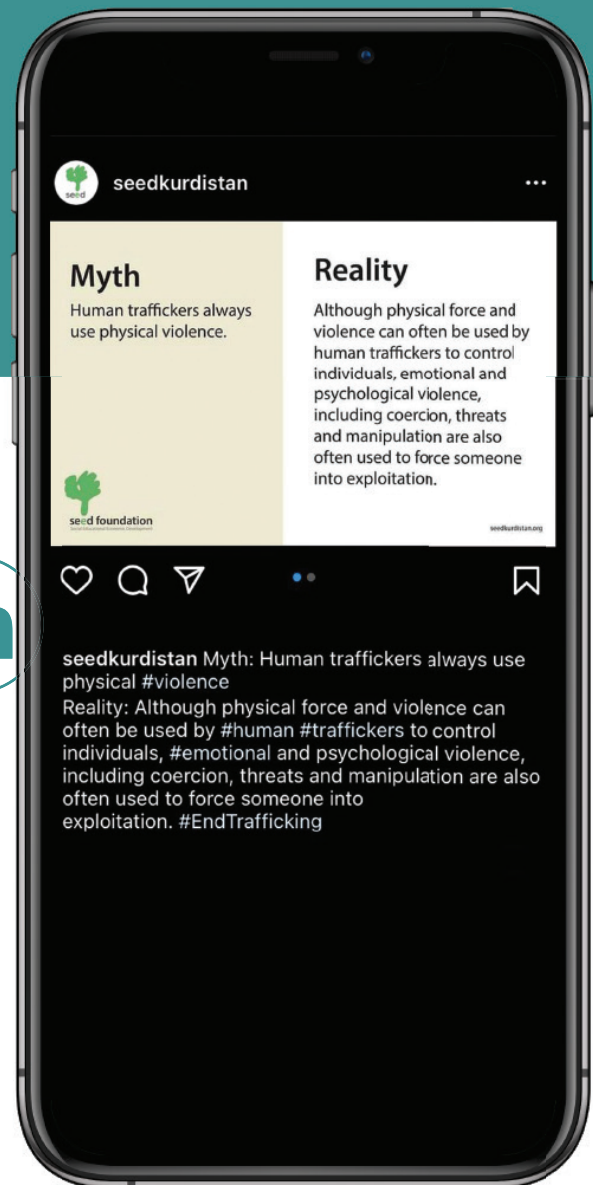 seed
seedkurdistan
Myth
Human traffickers always
use physical violence.
seed foundation
Reality
Although physical force and
violence can often be used by
human traffickers to control
individuals, emotional and
psychological violence,
including coercion, threats
and manipulation are also
often used to force someone
into exploitation.
seedkurdistan.org
seedkurdistan Myth: Human traffickers always use
physical #violence
Reality: Although physical force and violence can
often be used by #human #traffickers to control
individuals, #emotional and psychological violence,
including coercion, threats and manipulation are also
often used to force someone into
exploitation. #EndTrafficking